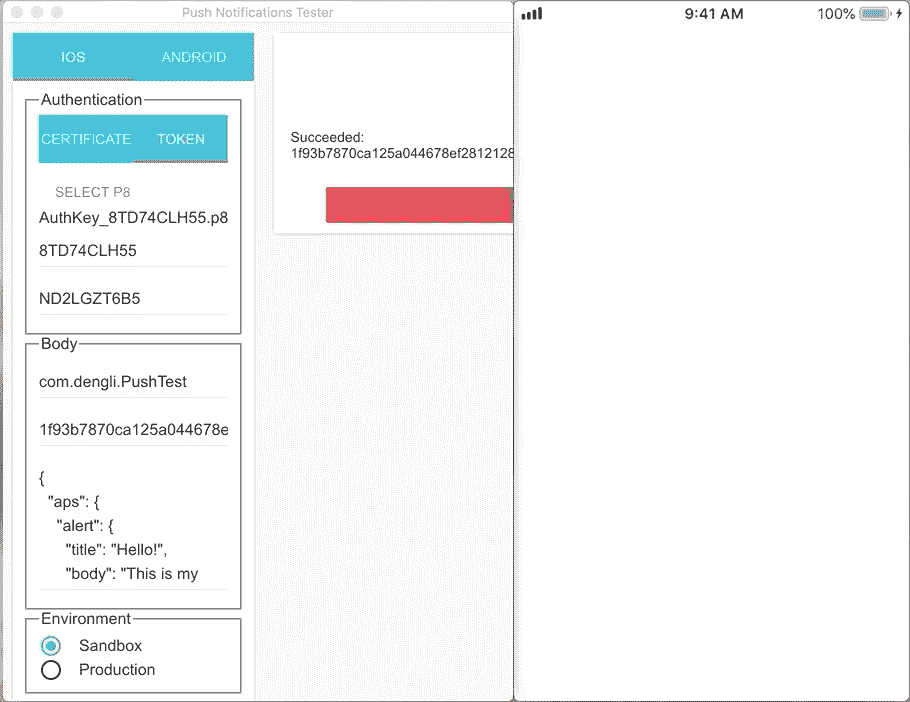 Push Notifications Tester
IOS
ANDROID
Authentication
CERTIFICATE
TOKEN
SELECT P8
AuthKey_8TD74CLH55.p8
8TD74CLH55
ND2LGZT6B5
Body
com.dengli.PushTest
1f93b7870ca125a044678e
{
"aps": {
"alert": {
"title": "Hello!",
"body": "This is my
Environment
Sandbox
Production
Succeeded:
1f93b7870ca125a044678ef2812128
9:41 AM
100%